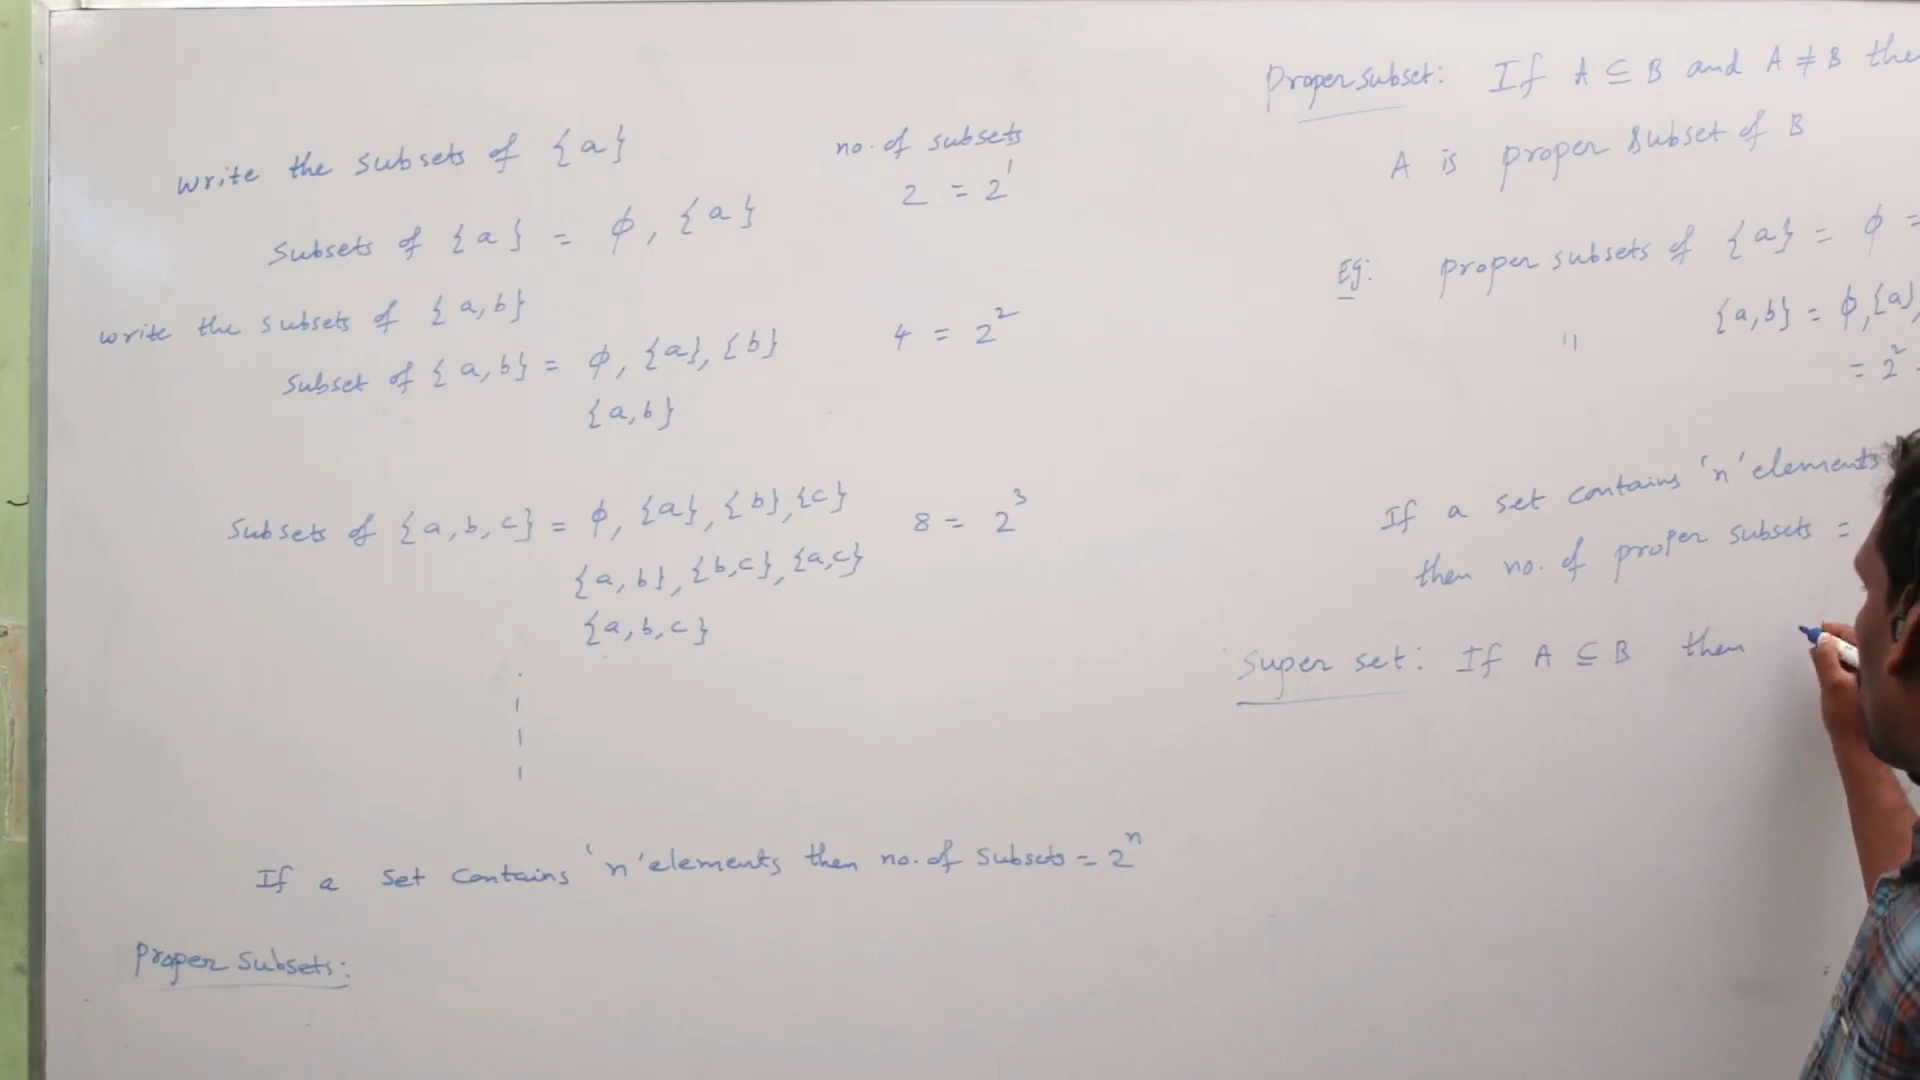 write the subsets of {a}
no. of subsets
subsets of {a} = ϕ, {a}
2 = 2¹
write the subsets of {a,b}
subset of {a,b} = ϕ, {a}, {b}
4 = 2²
{a,b}
Subsets of {a,b,c} = ϕ, {a}, {b}, {c}
8 = 2³
{a,b}, {b,c}, {a,c}
{a,b,c}
If a set contains 'n' elements then no. of subsets = 2ⁿ
Proper subsets:
Proper subset: If A ⊆ B and A ≠ B the
A is proper subset of B
Eg: proper subsets of {a} = ϕ =
" {a,b} = ϕ, {a},
= 2² -
If a set contains 'n' elements
then no. of proper subsets =
Super set: If A ⊆ B then